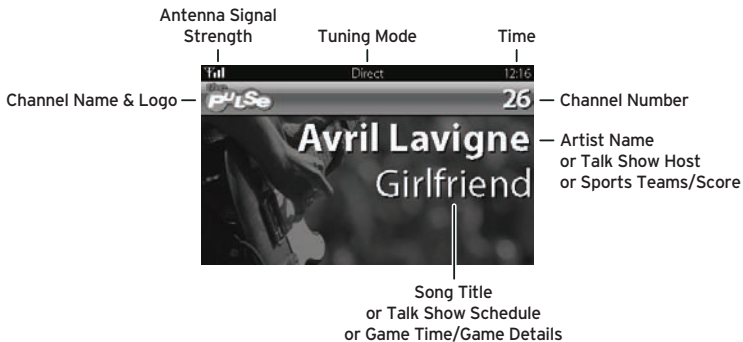 Antenna Signal
Strength
Tuning Mode
Time
Direct
12:16
Channel Name & Logo
the
PULSe
26
Channel Number
Avril Lavigne
Artist Name
or Talk Show Host
or Sports Teams/Score
Girlfriend
Song Title
or Talk Show Schedule
or Game Time/Game Details